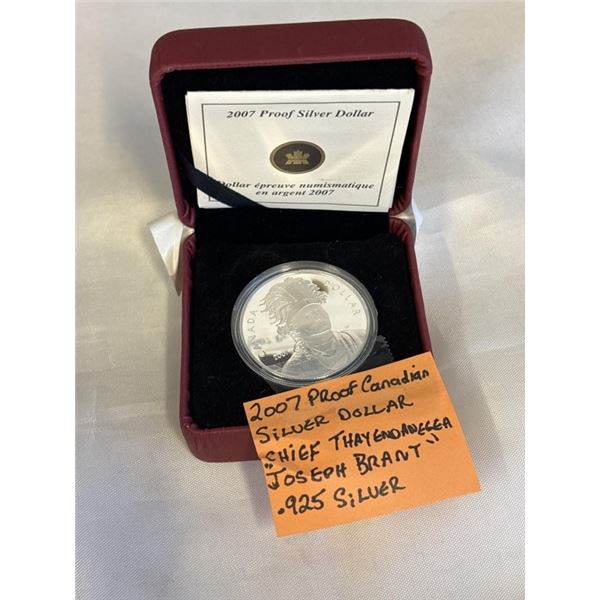 2007 Proof Silver Dollar
Dollar épreuve numismatique
en argent 2007
CANADA DOLLAR
2007
2007 PROOF Canadian
SILVER DOLLAR
"CHIEF THAYENDANEGEA
JOSEPH BRANT"
.925 SILVER